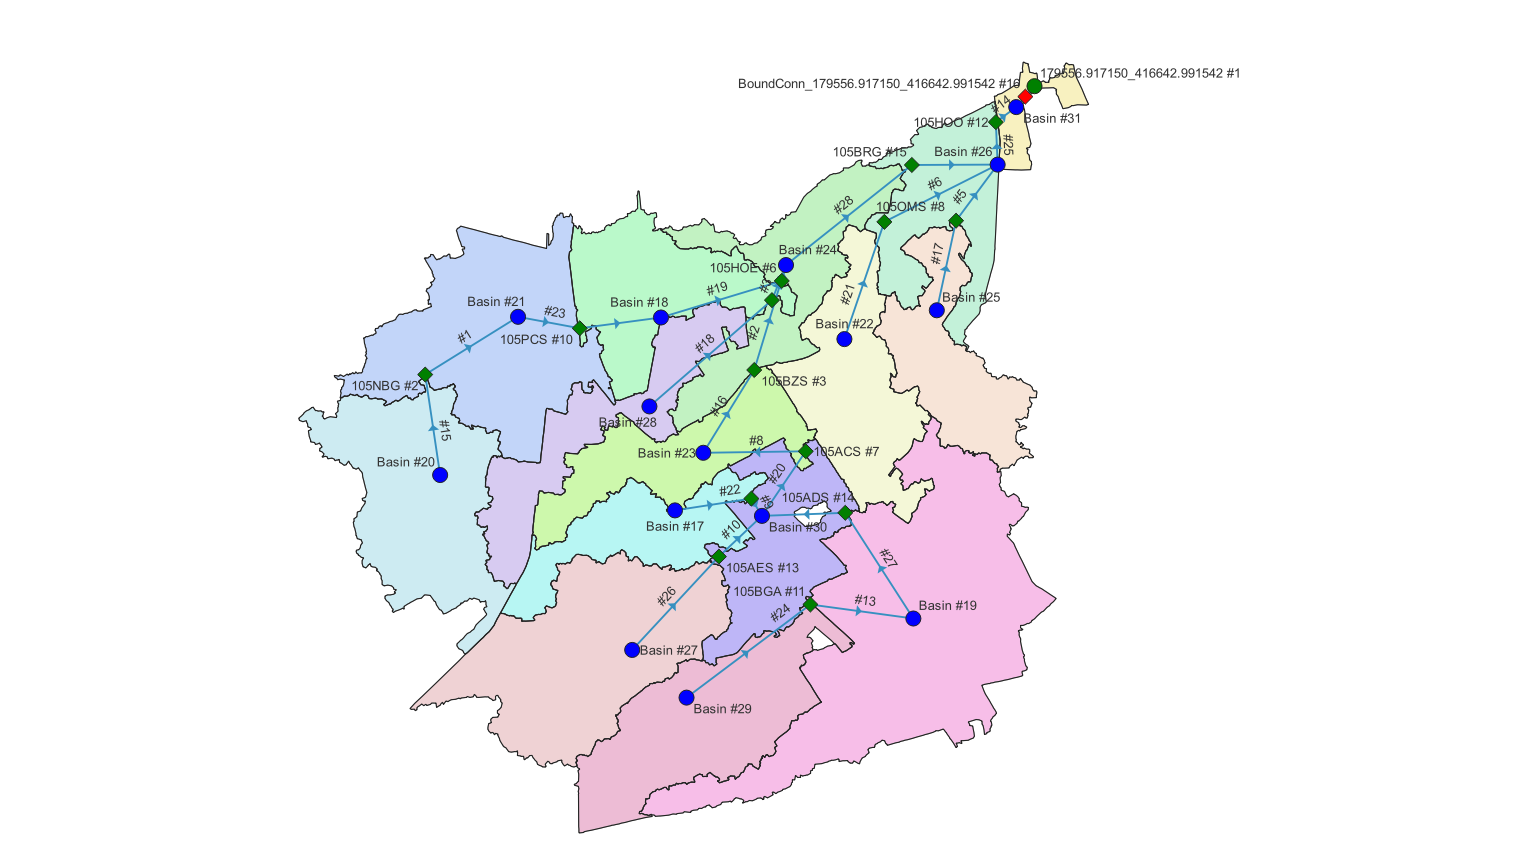 179556.917150_416642.991542 #1
BoundConn_179556.917150_416642.991542 #16
#14
Basin #31
105HOO #12
#25
105BRG #15
Basin #26
#6
#5
#28
105OMS #8
Basin #24
#17
105HOE #6
#3
#19
#21
Basin #25
Basin #21
#23
Basin #18
Basin #22
#1
105PCS #10
#18
#2
105NBG #2
105BZS #3
#16
Basin #28
#15
#8
Basin #23
105ACS #7
Basin #20
#20
#22
#9
105ADS #14
Basin #17
#10
Basin #30
105AES #13
#27
105BGA #11
#26
#24
#13
Basin #19
Basin #27
Basin #29